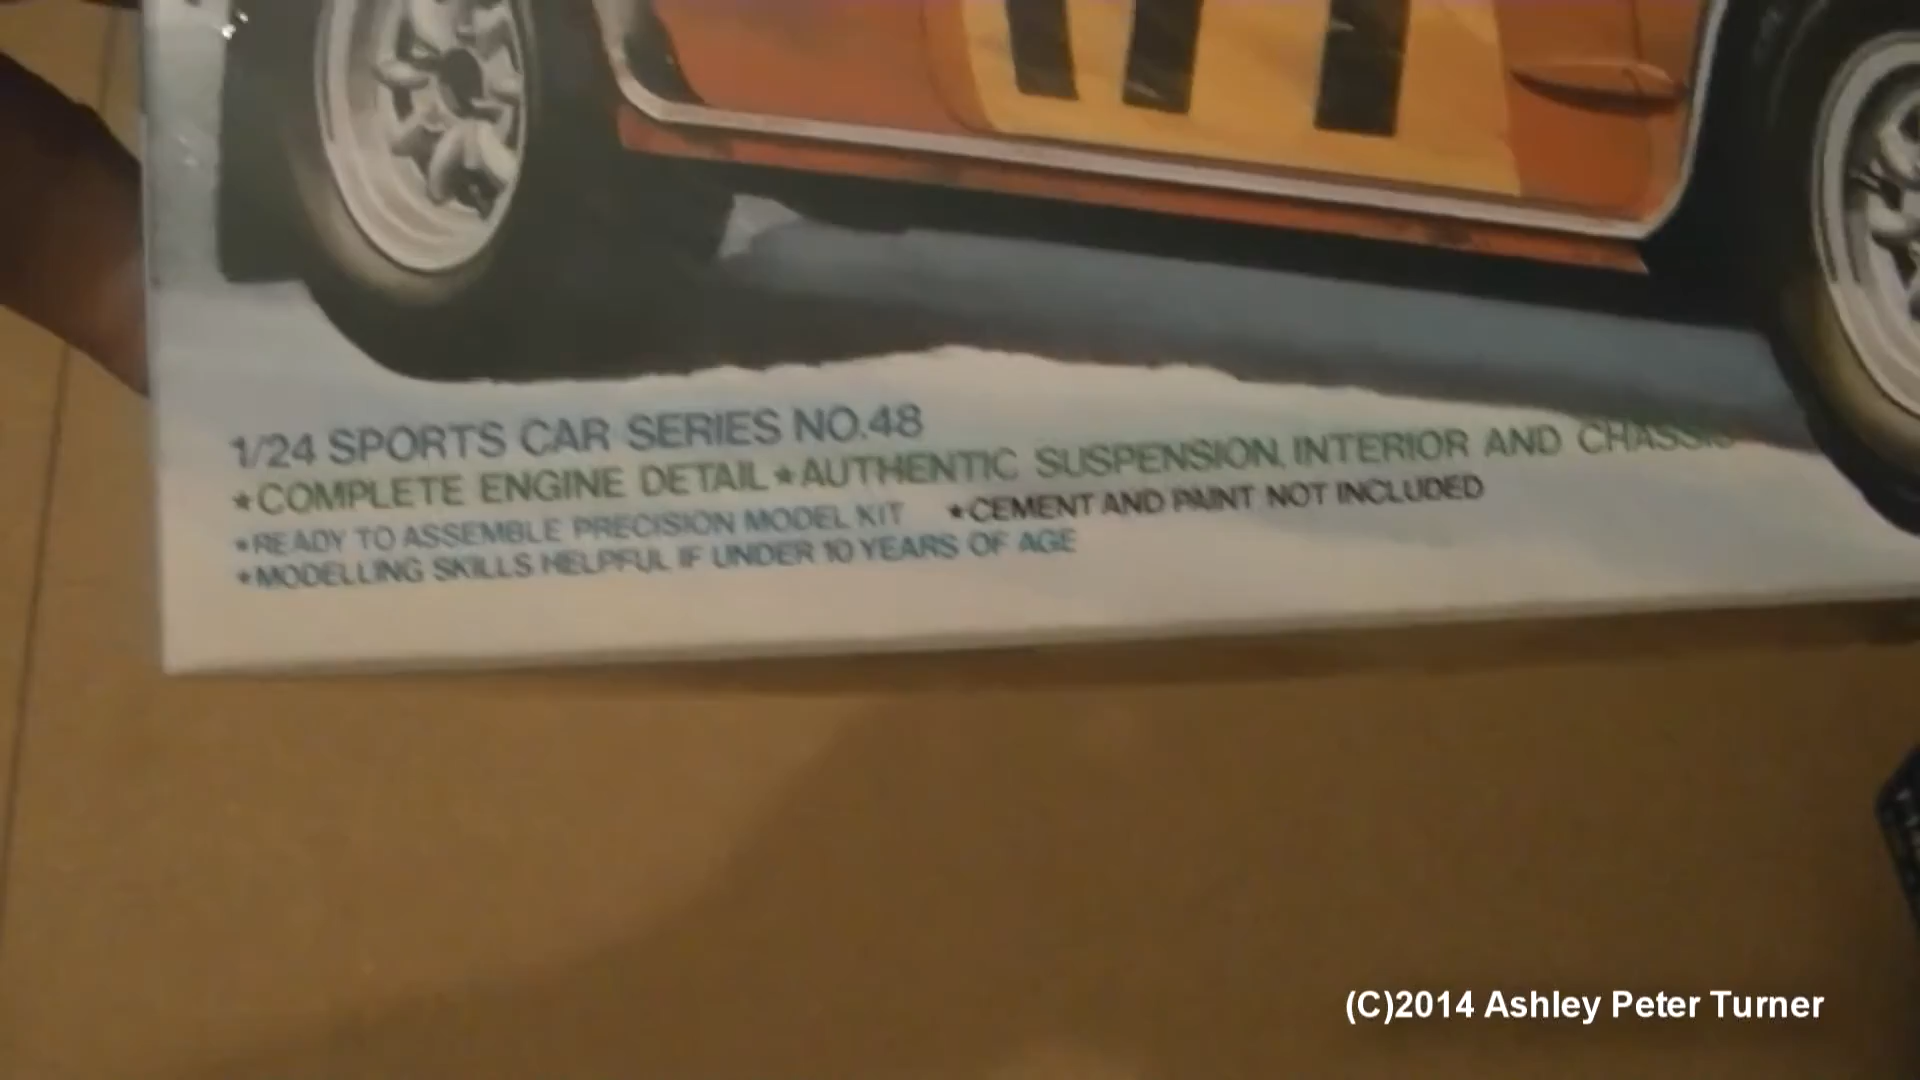 1/24 SPORTS CAR SERIES NO.48
★COMPLETE ENGINE DETAIL ★AUTHENTIC SUSPENSION, INTERIOR AND CHASSIS
★READY TO ASSEMBLE PRECISION MODEL KIT ★CEMENT AND PAINT NOT INCLUDED
★MODELLING SKILLS HELPFUL IF UNDER 10 YEARS OF AGE
(C)2014 Ashley Peter Turner